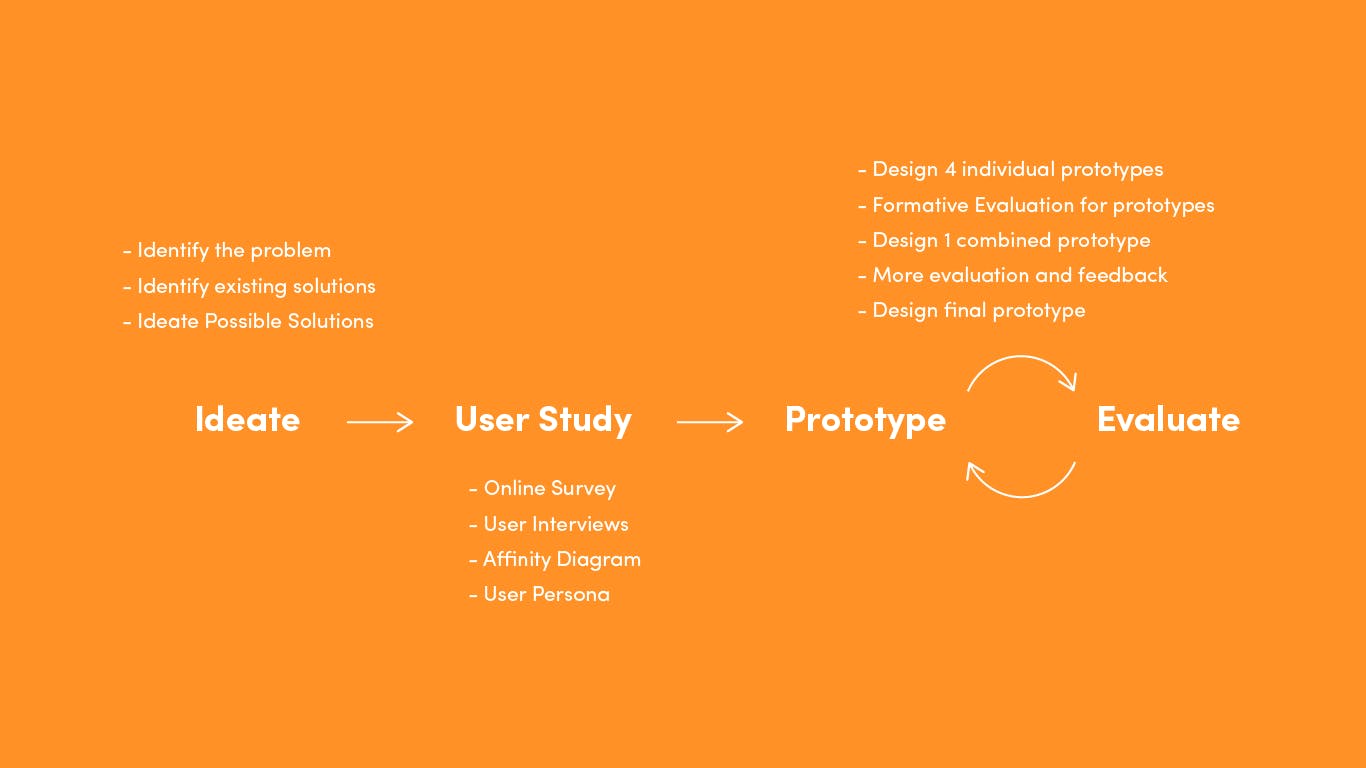 - Design 4 individual prototypes
- Formative Evaluation for prototypes
- Design 1 combined prototype
- More evaluation and feedback
- Design final prototype
- Identify the problem
- Identify existing solutions
- Ideate Possible Solutions
Ideate
User Study
Prototype
Evaluate
- Online Survey
- User Interviews
- Affinity Diagram
- User Persona